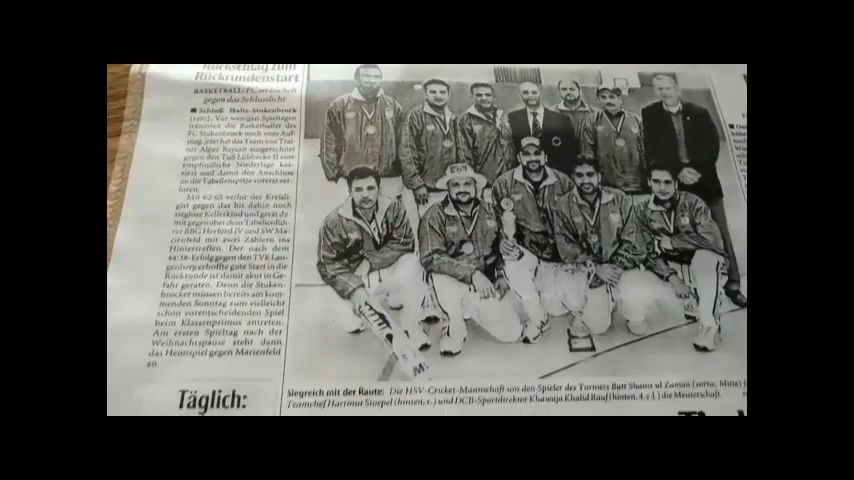 Rückschlag zum
Rückrundenstart
BASKETBALL: FC
gegen das Schlusslicht
■ Schloß Holte-Stukenbrock
(ram). Vor wenigen Spieltagen
träumten die Basketballer des
FC Stukenbrock noch vom Auf-
stieg, jetzt hat das Team von Trai-
ner Alper Baysan ausgerechnet
gegen den TuS Lübbecke II eine
empfindliche Niederlage kas-
siert und damit den Anschluss
an die Tabellenspitze vorerst ver-
loren.
Mit 62:65 verlor der Kreisli-
gist gegen das bis dahin noch
sieglose Kellerkind und gerät da-
mit gegenüber dem Tabellenfüh-
rer BBG Herford IV und SW Ma-
rienfeld mit zwei Zählern ins
Hintertreffen. Der nach dem
44:38-Erfolg gegen den TVE Lan-
genberg erhoffte gute Start in die
Rückrunde ist damit akut in Ge-
fahr geraten. Denn die Stuken-
brocker müssen bereits am kom-
menden Sonntag zum vielleicht
schon vorentscheidenden Spiel
beim Klassenprimus antreten.
Am ersten Spieltag nach der
Weihnachtspause steht dann
das Heimspiel gegen Marienfeld
an.
Täglich:
Siegreich mit der Raute: Die HSV-Cricket-Mannschaft um den Spieler des Turniers Butt Shams ul Zaman (vorne, Mitte)
Teamchef Hartmut Stoepel (hinten, r.) und DCB-Sportdirektor Khawaja Khalid Rauf (hinten, 4. v. l.) die Meisterschaft.